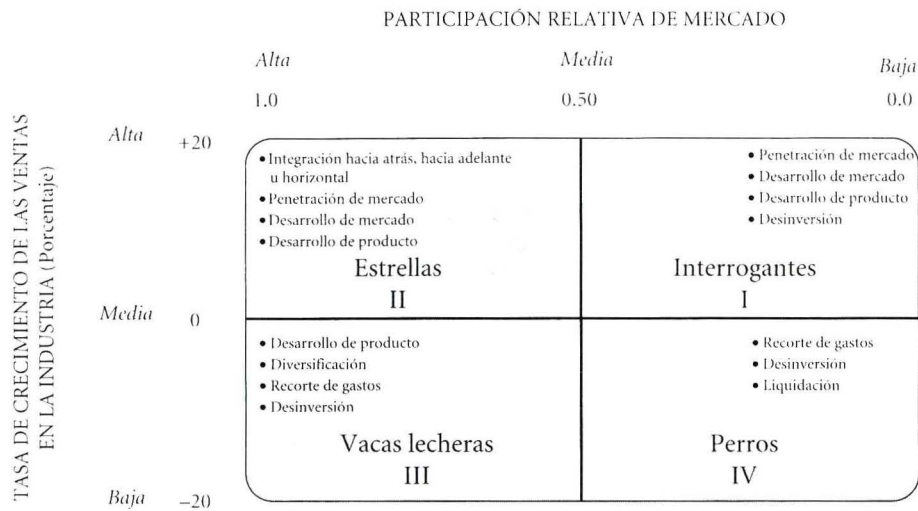 PARTICIPACIÓN RELATIVA DE MERCADO
Alta
Media
Baja
1.0
0.50
0.0
TASA DE CRECIMIENTO DE LAS VENTAS
EN LA INDUSTRIA (Porcentaje)
Alta
+20
Media
0
Baja
−20
• Integración hacia atrás, hacia adelante
u horizontal
• Penetración de mercado
• Desarrollo de mercado
• Desarrollo de producto
Estrellas
II
• Penetración de mercado
• Desarrollo de mercado
• Desarrollo de producto
• Desinversión
Interrogantes
I
• Desarrollo de producto
• Diversificación
• Recorte de gastos
• Desinversión
Vacas lecheras
III
• Recorte de gastos
• Desinversión
• Liquidación
Perros
IV